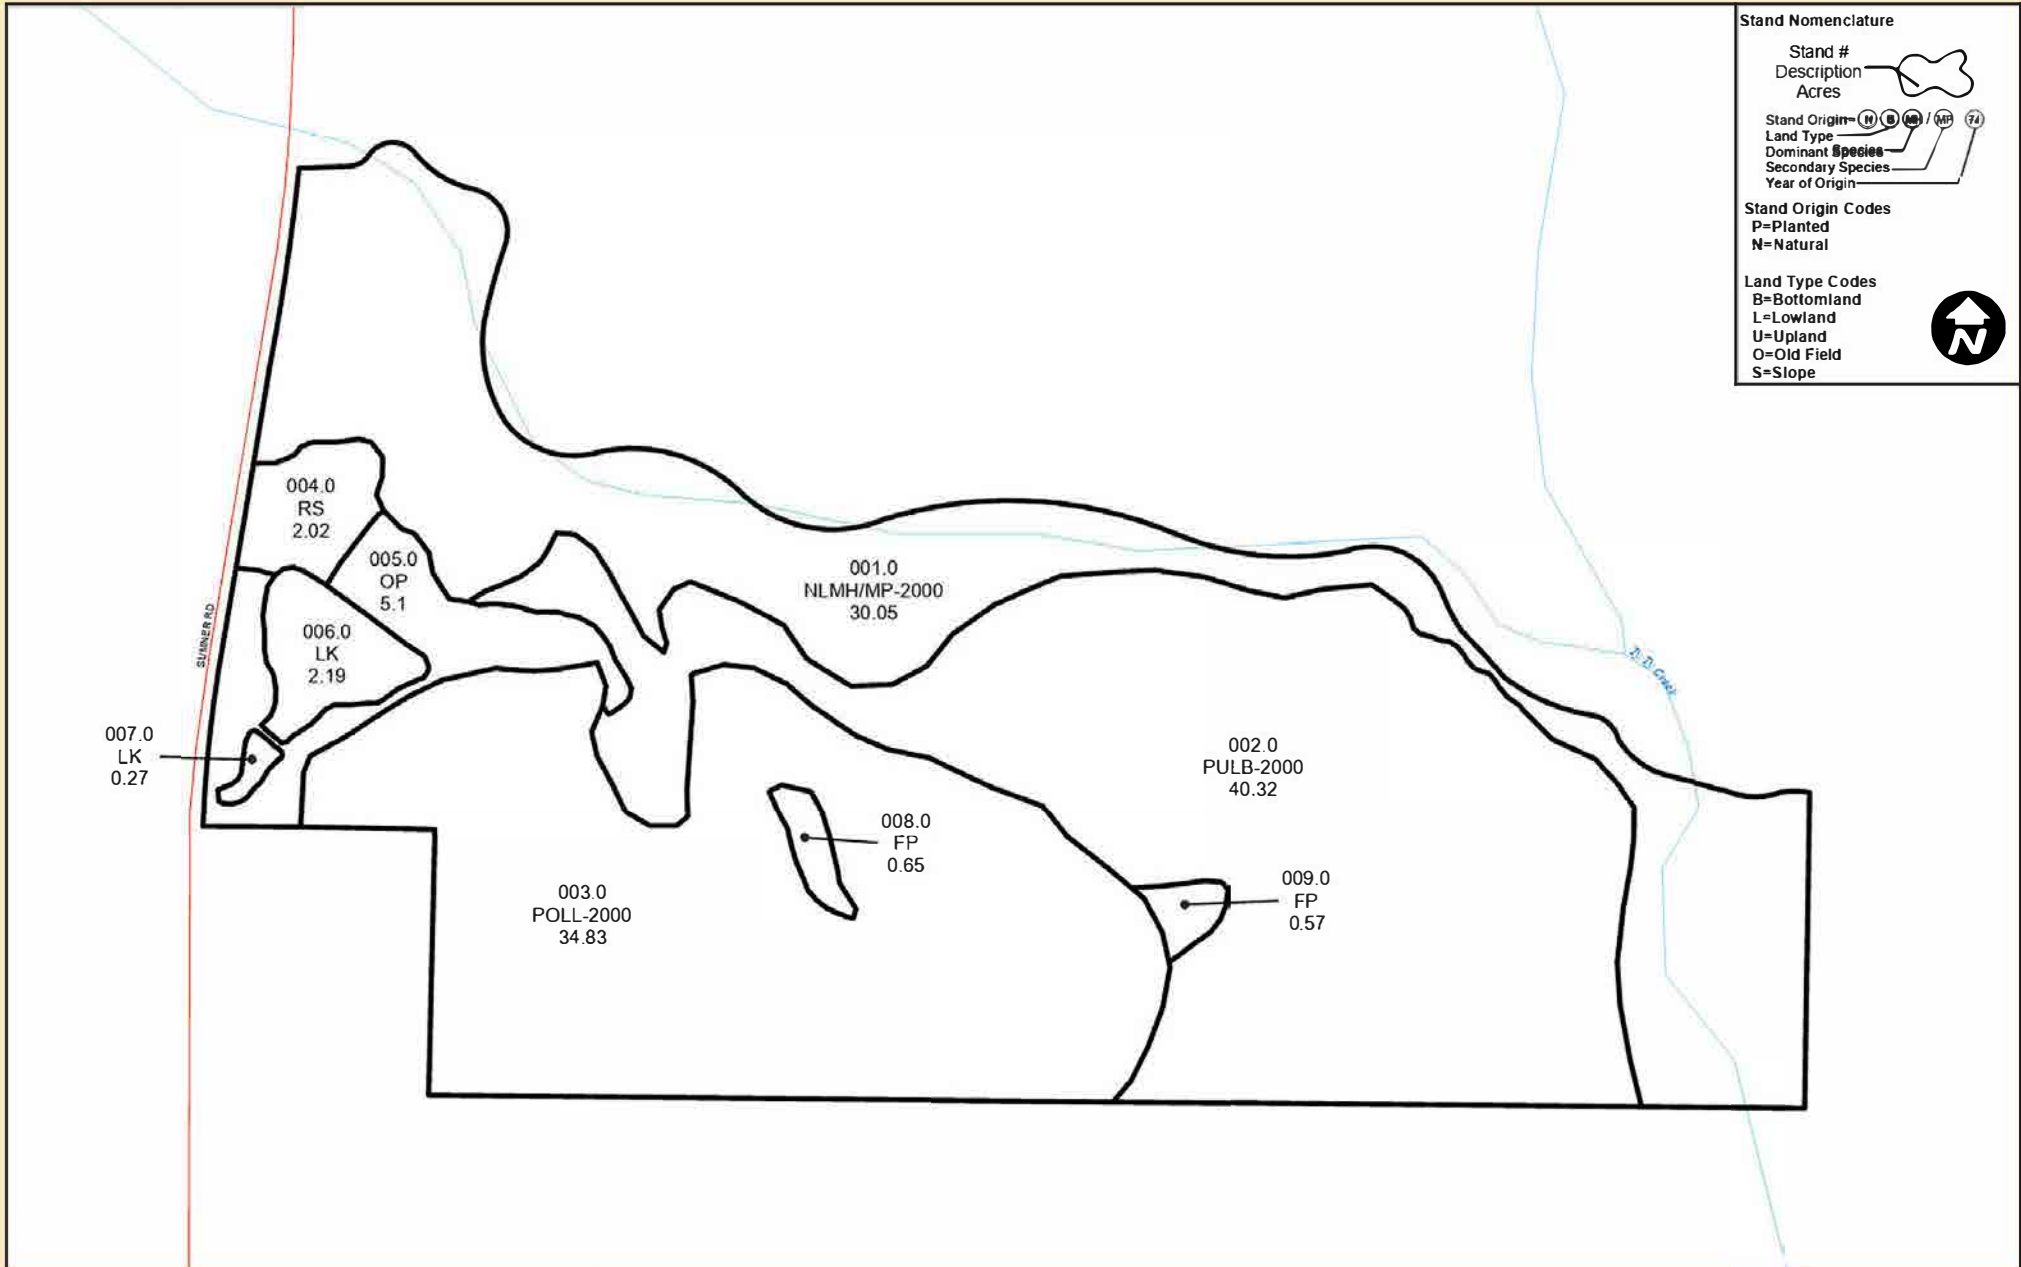 Stand Nomenclature
Stand #
Description
Acres
Stand Origin
N B MH / MP 74
Land Type
Dominant Species
Secondary Species
Year of Origin
Stand Origin Codes
P=Planted
N=Natural
Land Type Codes
B=Bottomland
L=Lowland
U=Upland
O=Old Field
S=Slope
N
004.0
RS
2.02
005.0
OP
5.1
001.0
NLMH/MP-2000
30.05
006.0
LK
2.19
SUMNER RD
D. D. Creek
007.0
LK
0.27
002.0
PULB-2000
40.32
008.0
FP
0.65
009.0
FP
0.57
003.0
POLL-2000
34.83